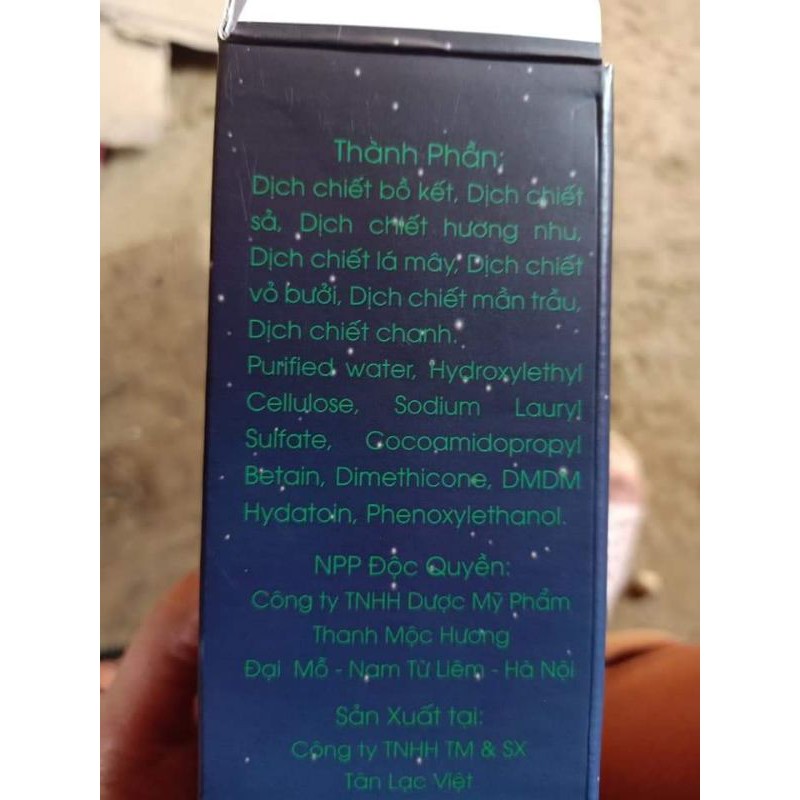 Thành Phần:
Dịch chiết bồ kết, Dịch chiết
sả, Dịch chiết hương nhu,
Dịch chiết lá mây, Dịch chiết
vỏ bưởi, Dịch chiết mần trầu,
Dịch chiết chanh.
Purified water, Hydroxylethyl
Cellulose, Sodium Lauryl
Sulfate, Cocoamidopropyl
Betain, Dimethicone, DMDM
Hydatoin, Phenoxylethanol.
NPP Độc Quyền:
Công ty TNHH Dược Mỹ Phẩm
Thanh Mộc Hương
Đại Mỗ - Nam Từ Liêm - Hà Nội
Sản Xuất tại:
Công ty TNHH TM & SX
Tân Lạc Việt